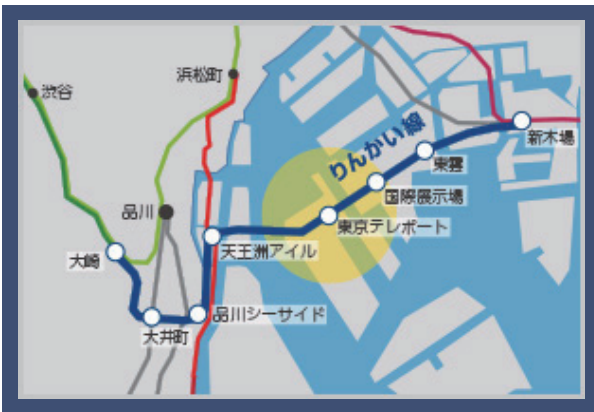 浜松町
渋谷
りんかい線
新木場
東雲
国際展示場
品川
東京テレポート
天王洲アイル
大崎
品川シーサイド
大井町